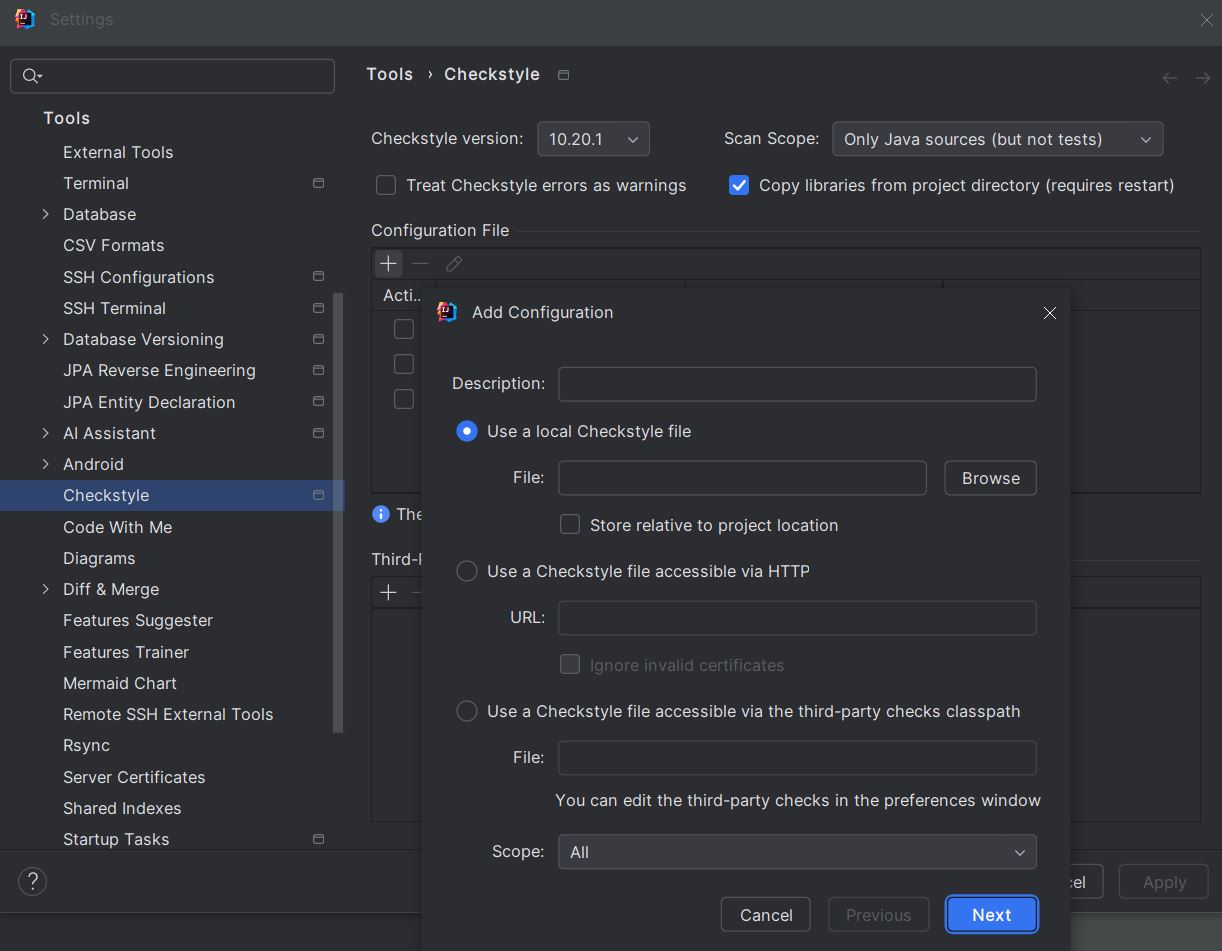 Settings
Tools › Checkstyle
Tools
External Tools
Terminal
Database
CSV Formats
SSH Configurations
SSH Terminal
Database Versioning
JPA Reverse Engineering
JPA Entity Declaration
AI Assistant
Android
Checkstyle
Code With Me
Diagrams
Diff & Merge
Features Suggester
Features Trainer
Mermaid Chart
Remote SSH External Tools
Rsync
Server Certificates
Shared Indexes
Startup Tasks
?
Checkstyle version: 10.20.1 Scan Scope: Only Java sources (but not tests)
Treat Checkstyle errors as warnings Copy libraries from project directory (requires restart)
Configuration File
Acti...
The
Third-P
Add Configuration
Description:
Use a local Checkstyle file
File: Browse
Store relative to project location
Use a Checkstyle file accessible via HTTP
URL:
Ignore invalid certificates
Use a Checkstyle file accessible via the third-party checks classpath
File:
You can edit the third-party checks in the preferences window
Scope: All
Cancel Previous Next
cel Apply